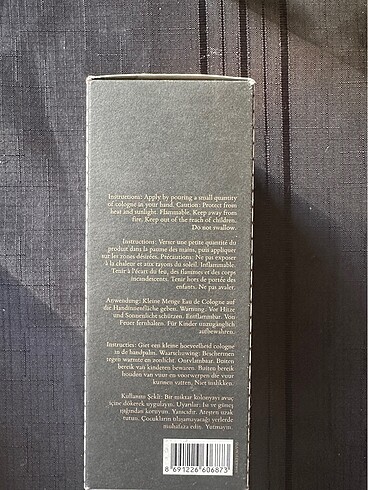 Instructions: Apply by pouring a small quantity
of cologne in your hand. Caution: Protect from
heat and sunlight. Flammable. Keep away from
fire. Keep out of the reach of children.
Do not swallow.
Instructions: Verser une petite quantité du
produit dans la paume des mains, puis appliquer
sur les zones désirées. Précautions: Ne pas exposer
à la chaleur et aux rayons du soleil. Inflammable.
Tenir à l'écart du feu, des flammes et des corps
incandescents. Tenir hors de portée des
enfants. Ne pas avaler.
Anwendung: Kleine Menge Eau de Cologne auf
die Handinnenfläche geben. Warnung: Vor Hitze
und Sonnenlicht schützen. Entflammbar. Von
Feuer fernhalten. Für Kinder unzugänglich
aufbewahren.
Instructies: Giet een kleine hoeveelheid cologne
in de handpalm. Waarschuwing: Beschermen
tegen warmte en zonlicht. Ontvlambaar. Buiten
bereik van kinderen bewaren. Buiten bereik
houden van vuur en voorwerpen die vuur
kunnen vatten. Niet inslikken.
Kullanım Şekli: Bir miktar kolonyayı avuç
içine dökerek uygulayın. Uyarılar: Isı ve güneş
ışığından koruyun. Yanıcıdır. Ateşten uzak
tutun. Çocukların ulaşamayacağı yerlerde
muhafaza edin. Yutmayın.
8 691226 606873